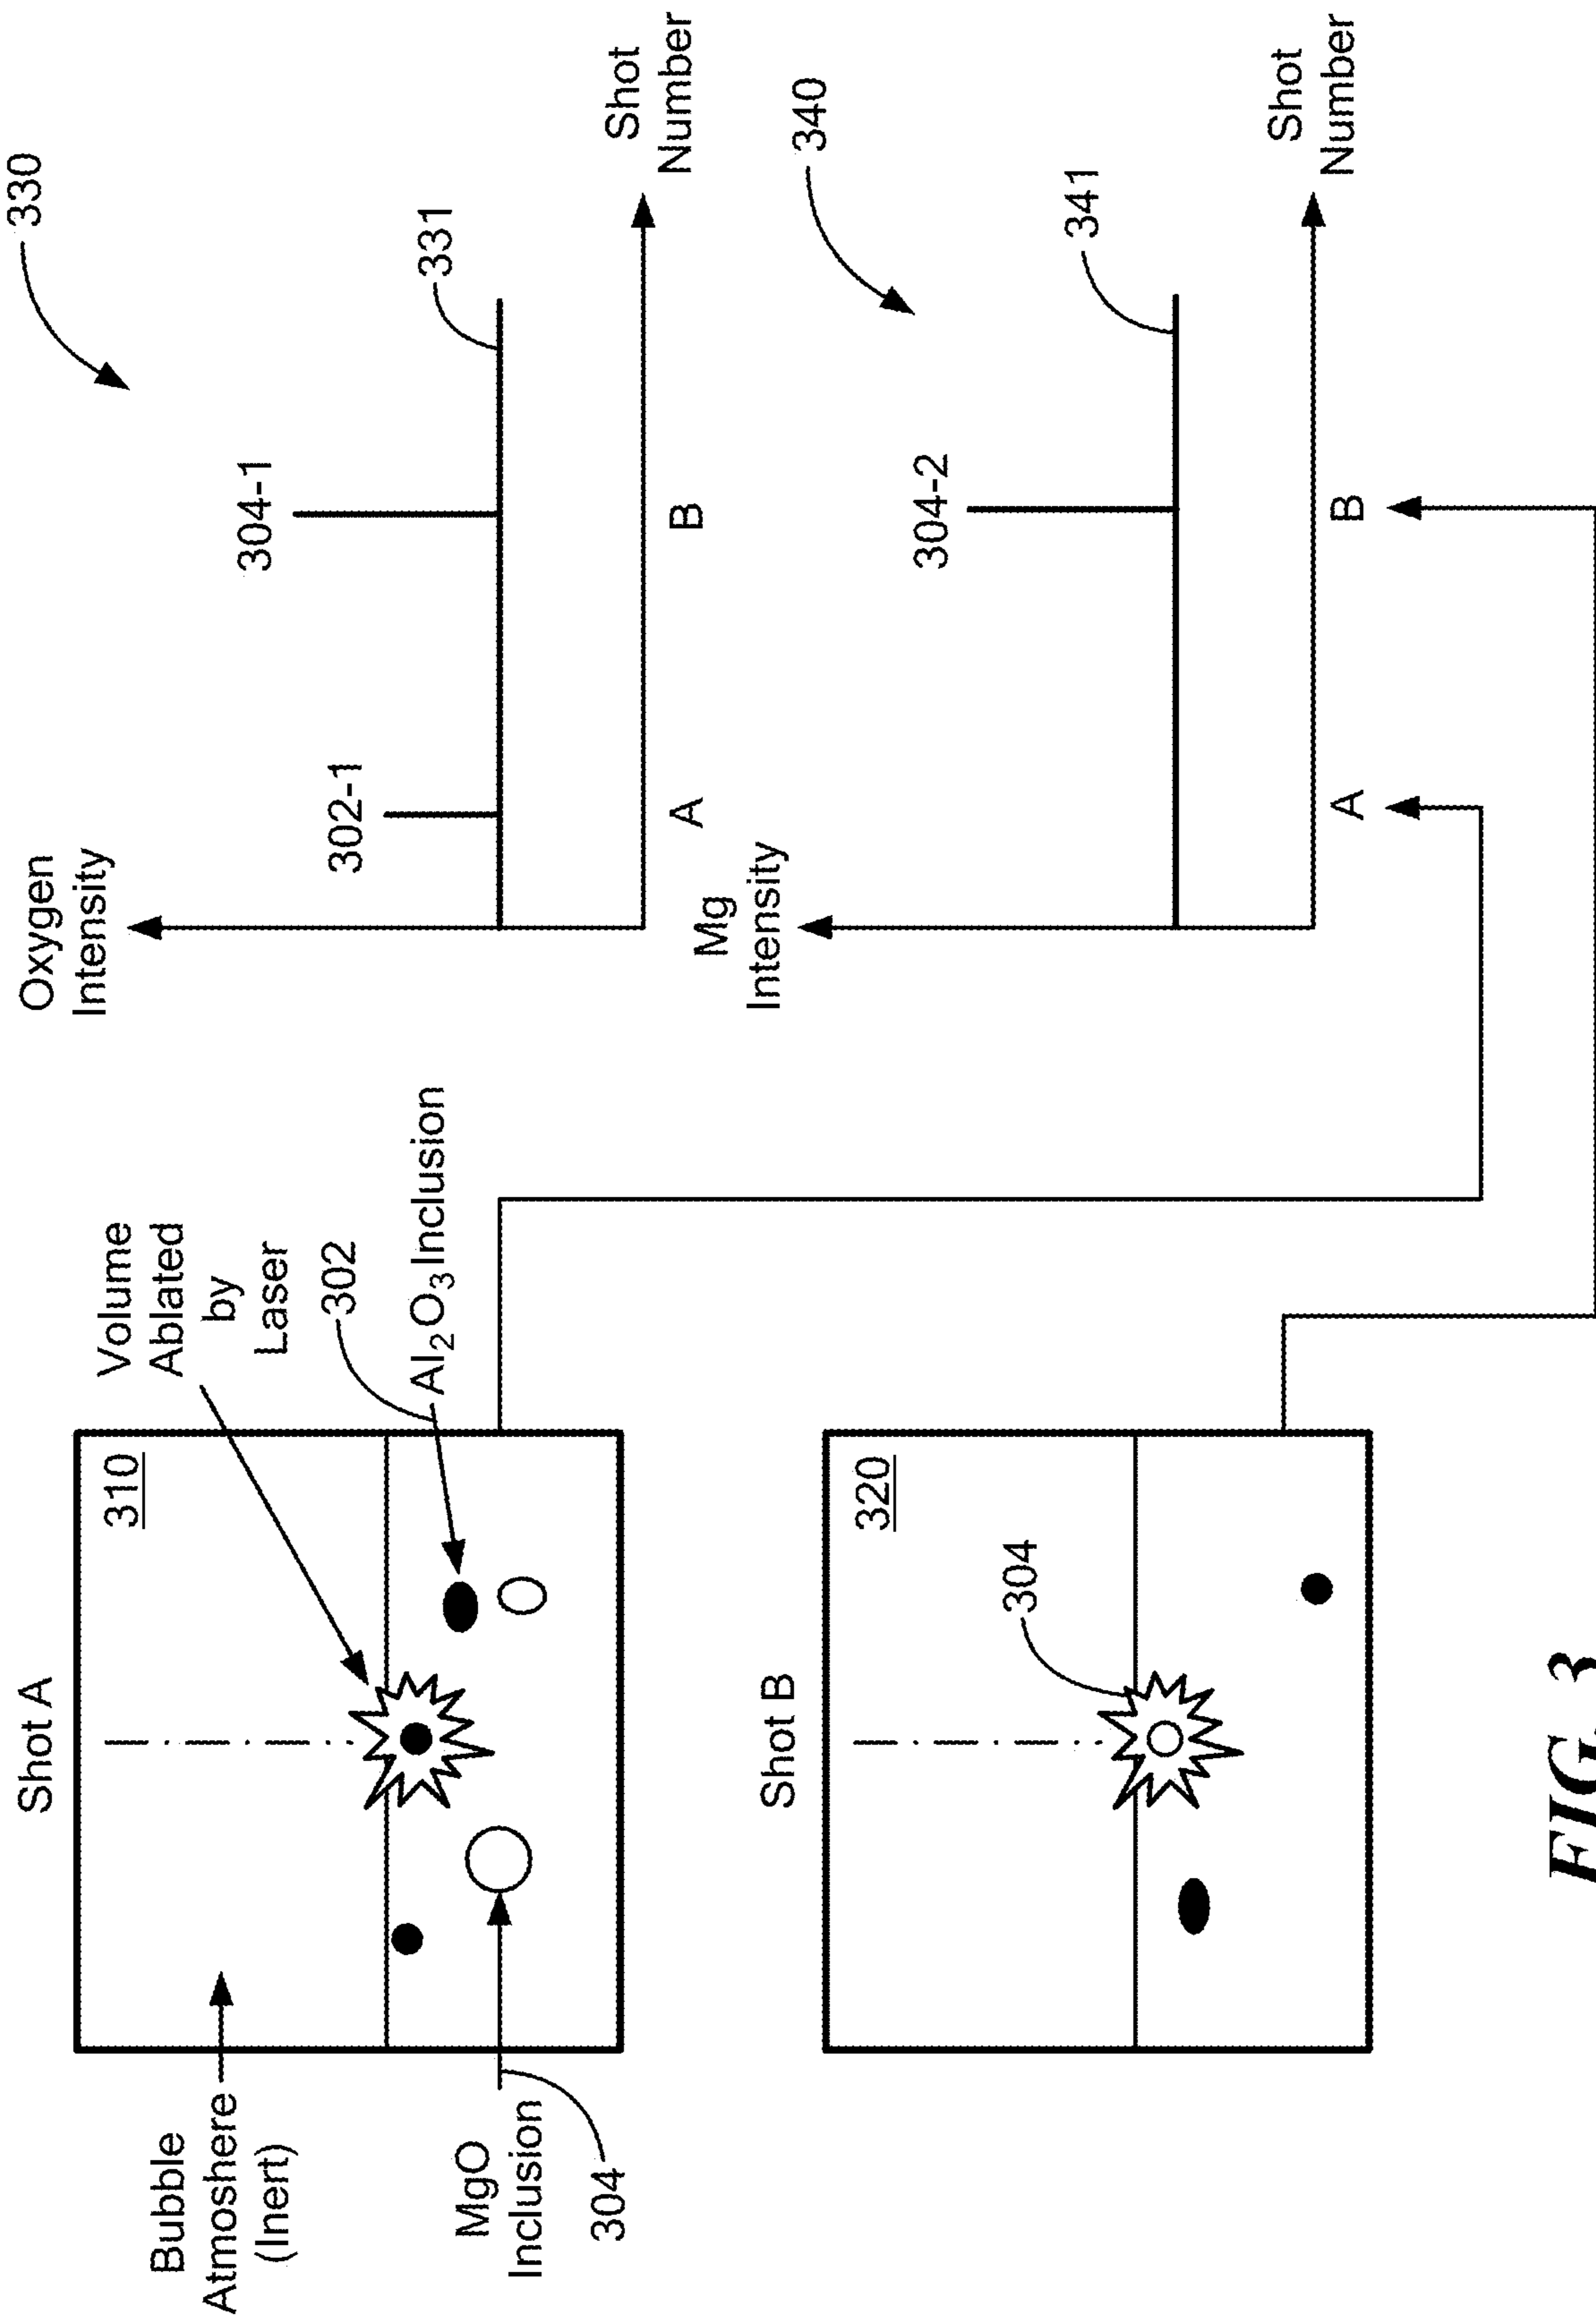 Shot A
310
Volume
Ablated
by
Laser
302
Al₂O₃ Inclusion
Bubble
Atmoshere
(Inert)
MgO
Inclusion
304
Shot B
320
304
330
Oxygen
Intensity
302-1
304-1
331
A
B
Shot
Number
340
Mg
Intensity
304-2
341
A
B
Shot
Number
FIG. 3